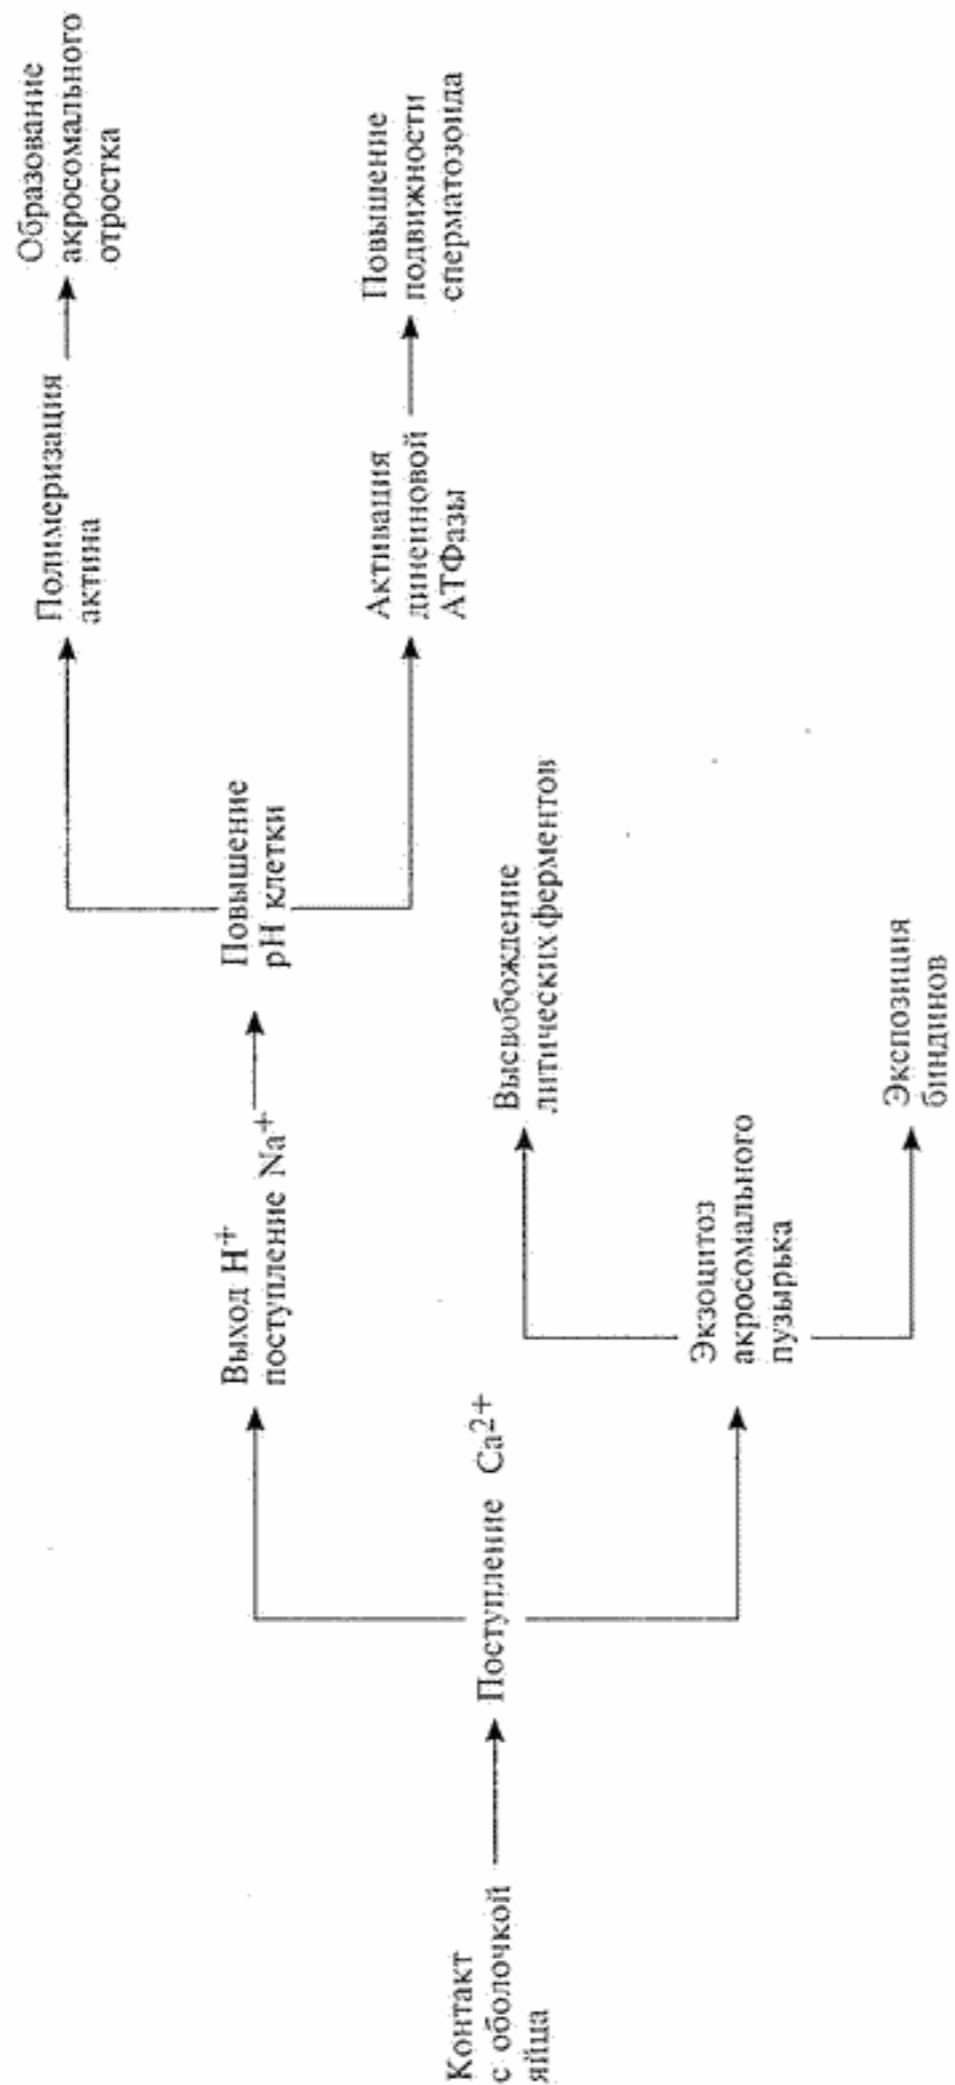 Контакт
с оболочкой
яйца
Поступление Ca2+
Выход H+
поступление Na+
Повышение
pH клетки
Полимеризация
актина
Образование
акросомального
отростка
Активация
динеиновой
АТФазы
Повышение
подвижности
сперматозоида
Экзоцитоз
акросомального
пузырька
Высвобождение
литических ферментов
Экспозиция
биндинов